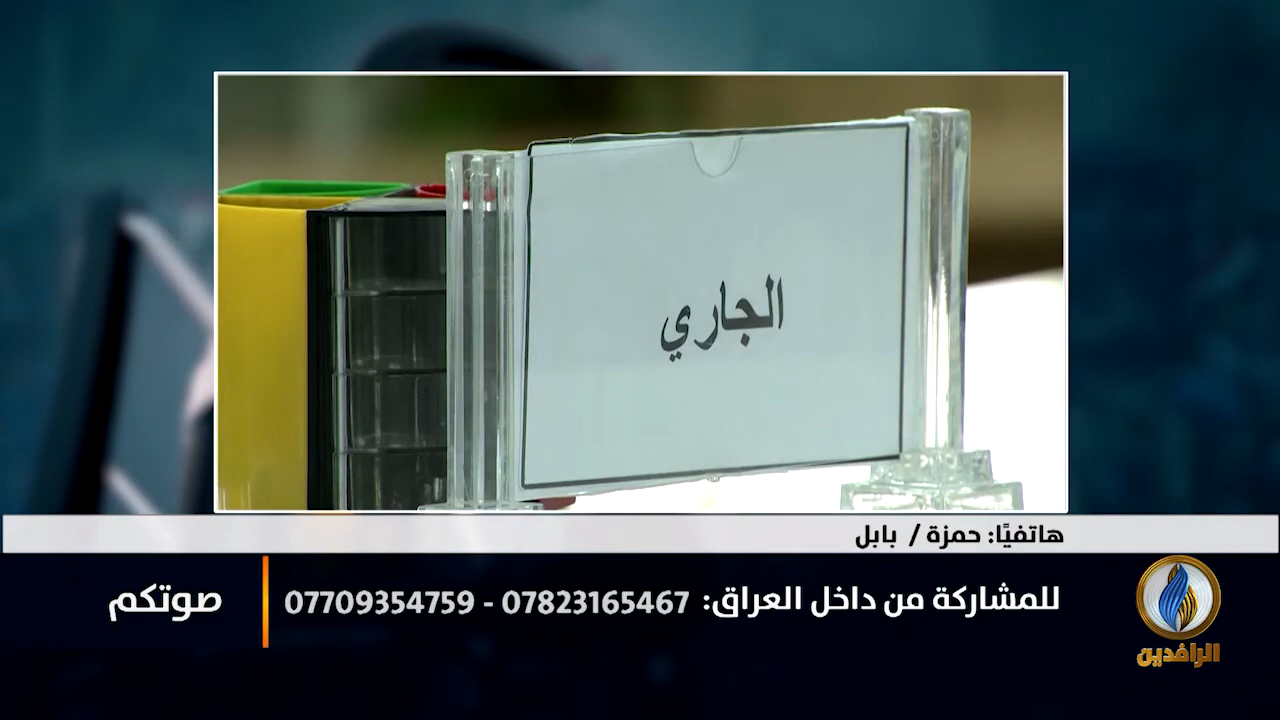 الجاري
هاتفيًا: حمزة / بابل
للمشاركة من داخل العراق: 07823165467 - 07709354759
صوتكم
الرافدين